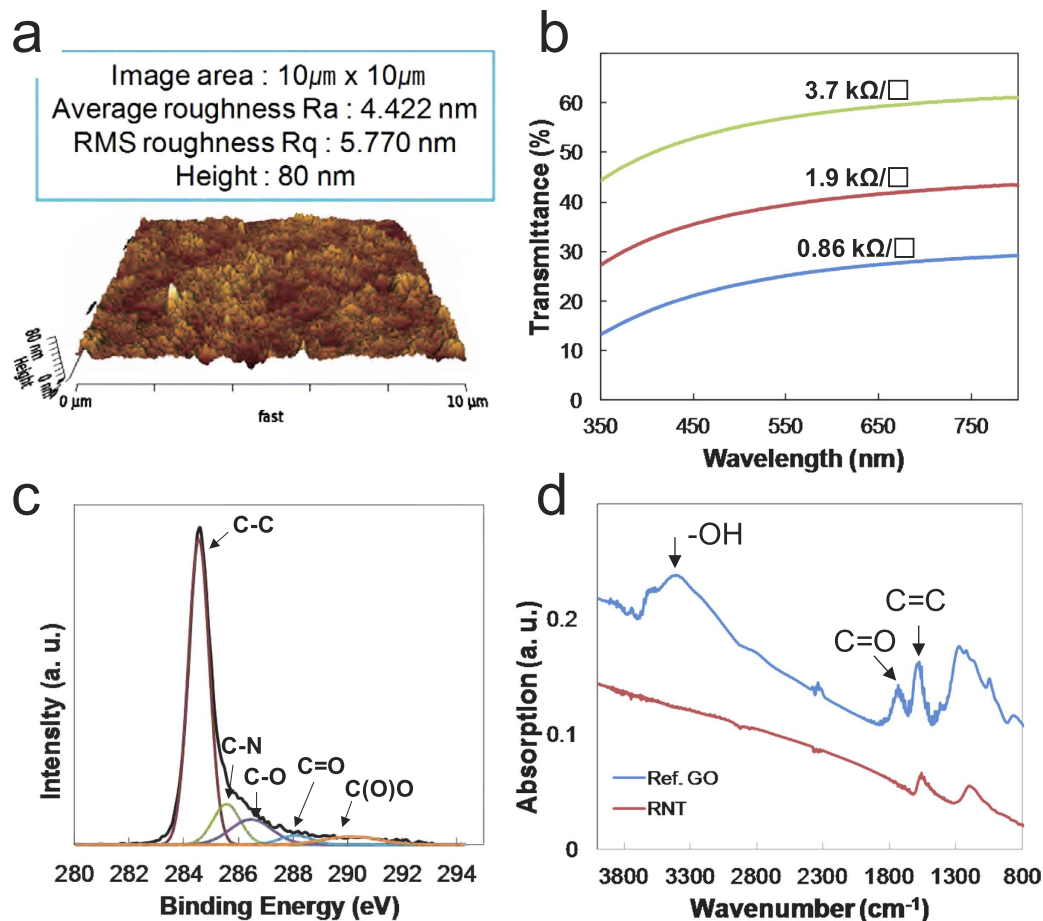 a
Image area : 10㎛ x 10㎛
Average roughness Ra : 4.422 nm
RMS roughness Rq : 5.770 nm
Height : 80 nm
80 nm
Height
0 nm
0 µm
10 µm
fast
b
Transmittance (%)
60
50
40
30
20
10
0
3.7 kΩ/□
1.9 kΩ/□
0.86 kΩ/□
350 450 550 650 750
Wavelength (nm)
c
Intensity (a. u.)
C-C
C-N
C-O
C=O
C(O)O
280 282 284 286 288 290 292 294
Binding Energy (eV)
d
Absorption (a. u.)
0.2
0.1
0
-OH
C=C
C=O
Ref. GO
RNT
3800 3300 2800 2300 1800 1300 800
Wavenumber (cm⁻¹)